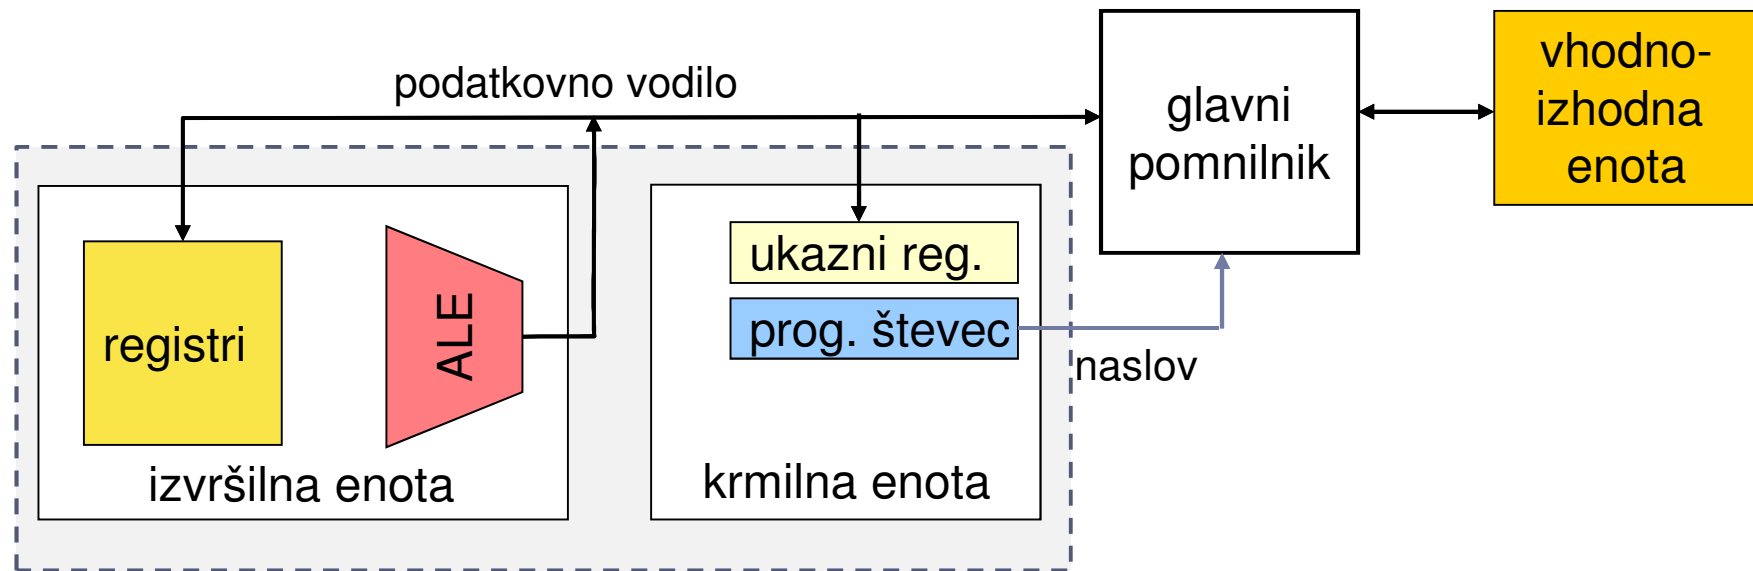 podatkovno vodilo
glavni
pomnilnik
vhodno-
izhodna
enota
registri
ALE
izvršilna enota
ukazni reg.
prog. števec
krmilna enota
naslov